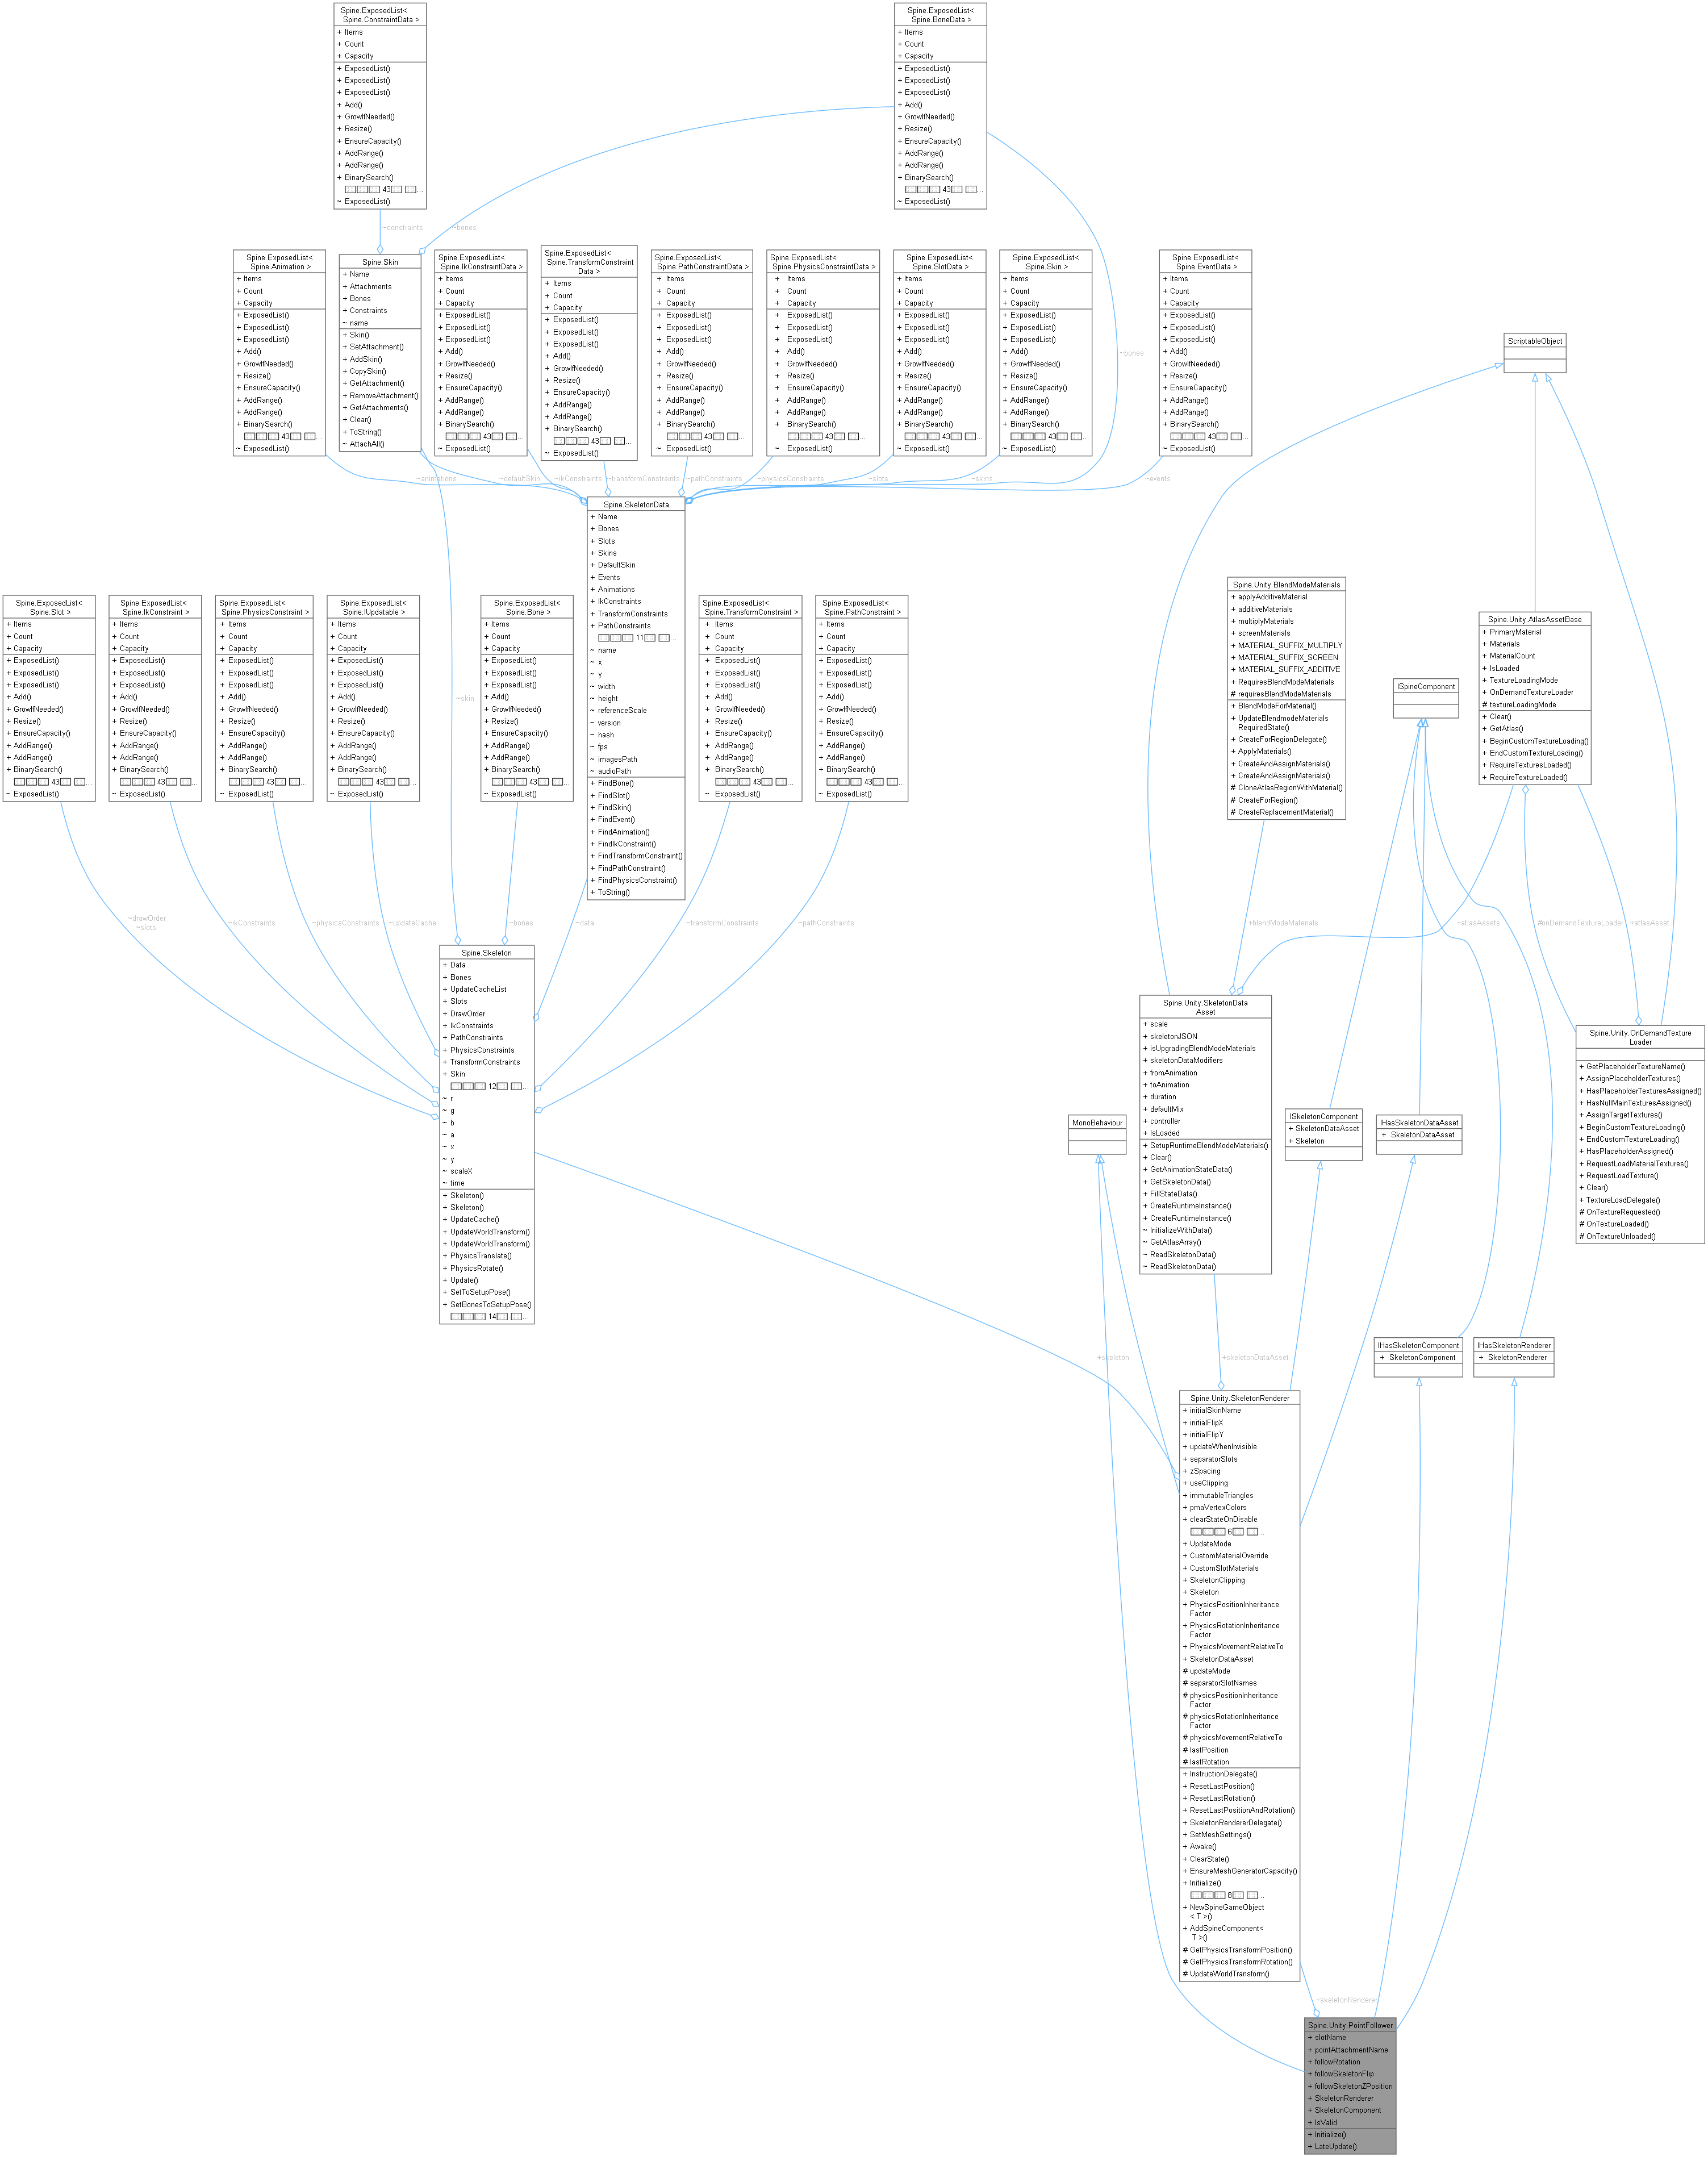 Spine.ExposedList<
Spine.ConstraintData >
+ Items
+ Count
+ Capacity
+ ExposedList()
+ ExposedList()
+ ExposedList()
+ Add()
+ GrowIfNeeded()
+ Resize()
+ EnsureCapacity()
+ AddRange()
+ AddRange()
+ BinarySearch()
43 ...
~ ExposedList()
Spine.ExposedList<
Spine.BoneData >
+ Items
+ Count
+ Capacity
+ ExposedList()
+ ExposedList()
+ ExposedList()
+ Add()
+ GrowIfNeeded()
+ Resize()
+ EnsureCapacity()
+ AddRange()
+ AddRange()
+ BinarySearch()
43 ...
~ ExposedList()
~constraints
~bones
Spine.ExposedList<
Spine.Animation >
+ Items
+ Count
+ Capacity
+ ExposedList()
+ ExposedList()
+ ExposedList()
+ Add()
+ GrowIfNeeded()
+ Resize()
+ EnsureCapacity()
+ AddRange()
+ AddRange()
+ BinarySearch()
43 ...
~ ExposedList()
Spine.Skin
+ Name
+ Attachments
+ Bones
+ Constraints
~ name
+ Skin()
+ SetAttachment()
+ AddSkin()
+ CopySkin()
+ GetAttachment()
+ RemoveAttachment()
+ GetAttachments()
+ Clear()
+ ToString()
~ AttachAll()
Spine.ExposedList<
Spine.IkConstraintData >
+ Items
+ Count
+ Capacity
+ ExposedList()
+ ExposedList()
+ ExposedList()
+ Add()
+ GrowIfNeeded()
+ Resize()
+ EnsureCapacity()
+ AddRange()
+ AddRange()
+ BinarySearch()
43 ...
~ ExposedList()
Spine.ExposedList<
Spine.TransformConstraint
Data >
+ Items
+ Count
+ Capacity
+ ExposedList()
+ ExposedList()
+ ExposedList()
+ Add()
+ GrowIfNeeded()
+ Resize()
+ EnsureCapacity()
+ AddRange()
+ AddRange()
+ BinarySearch()
43 ...
~ ExposedList()
Spine.ExposedList<
Spine.PathConstraintData >
+ Items
+ Count
+ Capacity
+ ExposedList()
+ ExposedList()
+ ExposedList()
+ Add()
+ GrowIfNeeded()
+ Resize()
+ EnsureCapacity()
+ AddRange()
+ AddRange()
+ BinarySearch()
43 ...
~ ExposedList()
Spine.ExposedList<
Spine.PhysicsConstraintData >
+ Items
+ Count
+ Capacity
+ ExposedList()
+ ExposedList()
+ ExposedList()
+ Add()
+ GrowIfNeeded()
+ Resize()
+ EnsureCapacity()
+ AddRange()
+ AddRange()
+ BinarySearch()
43 ...
~ ExposedList()
Spine.ExposedList<
Spine.SlotData >
+ Items
+ Count
+ Capacity
+ ExposedList()
+ ExposedList()
+ ExposedList()
+ Add()
+ GrowIfNeeded()
+ Resize()
+ EnsureCapacity()
+ AddRange()
+ AddRange()
+ BinarySearch()
43 ...
~ ExposedList()
Spine.ExposedList<
Spine.Skin >
+ Items
+ Count
+ Capacity
+ ExposedList()
+ ExposedList()
+ ExposedList()
+ Add()
+ GrowIfNeeded()
+ Resize()
+ EnsureCapacity()
+ AddRange()
+ AddRange()
+ BinarySearch()
43 ...
~ ExposedList()
~bones
Spine.ExposedList<
Spine.EventData >
+ Items
+ Count
+ Capacity
+ ExposedList()
+ ExposedList()
+ ExposedList()
+ Add()
+ GrowIfNeeded()
+ Resize()
+ EnsureCapacity()
+ AddRange()
+ AddRange()
+ BinarySearch()
43 ...
~ ExposedList()
ScriptableObject
~animations
~defaultSkin
~ikConstraints
~transformConstraints
~pathConstraints
~physicsConstraints
~slots
~skins
~events
Spine.ExposedList<
Spine.Slot >
+ Items
+ Count
+ Capacity
+ ExposedList()
+ ExposedList()
+ ExposedList()
+ Add()
+ GrowIfNeeded()
+ Resize()
+ EnsureCapacity()
+ AddRange()
+ AddRange()
+ BinarySearch()
43 ...
~ ExposedList()
Spine.ExposedList<
Spine.IkConstraint >
+ Items
+ Count
+ Capacity
+ ExposedList()
+ ExposedList()
+ ExposedList()
+ Add()
+ GrowIfNeeded()
+ Resize()
+ EnsureCapacity()
+ AddRange()
+ AddRange()
+ BinarySearch()
43 ...
~ ExposedList()
Spine.ExposedList<
Spine.PhysicsConstraint >
+ Items
+ Count
+ Capacity
+ ExposedList()
+ ExposedList()
+ ExposedList()
+ Add()
+ GrowIfNeeded()
+ Resize()
+ EnsureCapacity()
+ AddRange()
+ AddRange()
+ BinarySearch()
43 ...
~ ExposedList()
Spine.ExposedList<
Spine.IUpdatable >
+ Items
+ Count
+ Capacity
+ ExposedList()
+ ExposedList()
+ ExposedList()
+ Add()
+ GrowIfNeeded()
+ Resize()
+ EnsureCapacity()
+ AddRange()
+ AddRange()
+ BinarySearch()
43 ...
~ ExposedList()
~skin
Spine.ExposedList<
Spine.Bone >
+ Items
+ Count
+ Capacity
+ ExposedList()
+ ExposedList()
+ ExposedList()
+ Add()
+ GrowIfNeeded()
+ Resize()
+ EnsureCapacity()
+ AddRange()
+ AddRange()
+ BinarySearch()
43 ...
~ ExposedList()
Spine.SkeletonData
+ Name
+ Bones
+ Slots
+ Skins
+ DefaultSkin
+ Events
+ Animations
+ IkConstraints
+ TransformConstraints
+ PathConstraints
11 ...
~ name
~ x
~ y
~ width
~ height
~ referenceScale
~ version
~ hash
~ fps
~ imagesPath
~ audioPath
+ FindBone()
+ FindSlot()
+ FindSkin()
+ FindEvent()
+ FindAnimation()
+ FindIkConstraint()
+ FindTransformConstraint()
+ FindPathConstraint()
+ FindPhysicsConstraint()
+ ToString()
Spine.ExposedList<
Spine.TransformConstraint >
+ Items
+ Count
+ Capacity
+ ExposedList()
+ ExposedList()
+ ExposedList()
+ Add()
+ GrowIfNeeded()
+ Resize()
+ EnsureCapacity()
+ AddRange()
+ AddRange()
+ BinarySearch()
43 ...
~ ExposedList()
Spine.ExposedList<
Spine.PathConstraint >
+ Items
+ Count
+ Capacity
+ ExposedList()
+ ExposedList()
+ ExposedList()
+ Add()
+ GrowIfNeeded()
+ Resize()
+ EnsureCapacity()
+ AddRange()
+ AddRange()
+ BinarySearch()
43 ...
~ ExposedList()
Spine.Unity.BlendModeMaterials
+ applyAdditiveMaterial
+ additiveMaterials
+ multiplyMaterials
+ screenMaterials
+ MATERIAL_SUFFIX_MULTIPLY
+ MATERIAL_SUFFIX_SCREEN
+ MATERIAL_SUFFIX_ADDITIVE
+ RequiresBlendModeMaterials
# requiresBlendModeMaterials
+ BlendModeForMaterial()
+ UpdateBlendmodeMaterials
RequiredState()
+ CreateForRegionDelegate()
+ ApplyMaterials()
+ CreateAndAssignMaterials()
+ CreateAndAssignMaterials()
# CloneAtlasRegionWithMaterial()
# CreateForRegion()
# CreateReplacementMaterial()
ISpineComponent
Spine.Unity.AtlasAssetBase
+ PrimaryMaterial
+ Materials
+ MaterialCount
+ IsLoaded
+ TextureLoadingMode
+ OnDemandTextureLoader
# textureLoadingMode
+ Clear()
+ GetAtlas()
+ BeginCustomTextureLoading()
+ EndCustomTextureLoading()
+ RequireTexturesLoaded()
+ RequireTextureLoaded()
~drawOrder
~slots
~ikConstraints
~physicsConstraints
~updateCache
~bones
~data
~transformConstraints
~pathConstraints
+blendModeMaterials
+atlasAssets
#onDemandTextureLoader
+atlasAsset
Spine.Skeleton
+ Data
+ Bones
+ UpdateCacheList
+ Slots
+ DrawOrder
+ IkConstraints
+ PathConstraints
+ PhysicsConstraints
+ TransformConstraints
+ Skin
12 ...
~ r
~ g
~ b
~ a
~ x
~ y
~ scaleX
~ time
+ Skeleton()
+ Skeleton()
+ UpdateCache()
+ UpdateWorldTransform()
+ UpdateWorldTransform()
+ PhysicsTranslate()
+ PhysicsRotate()
+ Update()
+ SetToSetupPose()
+ SetBonesToSetupPose()
14 ...
MonoBehaviour
Spine.Unity.SkeletonData
Asset
+ scale
+ skeletonJSON
+ isUpgradingBlendModeMaterials
+ skeletonDataModifiers
+ fromAnimation
+ toAnimation
+ duration
+ defaultMix
+ controller
+ IsLoaded
+ SetupRuntimeBlendModeMaterials()
+ Clear()
+ GetAnimationStateData()
+ GetSkeletonData()
+ FillStateData()
+ CreateRuntimeInstance()
+ CreateRuntimeInstance()
~ InitializeWithData()
~ GetAtlasArray()
~ ReadSkeletonData()
~ ReadSkeletonData()
ISkeletonComponent
+ SkeletonDataAsset
+ Skeleton
IHasSkeletonDataAsset
+ SkeletonDataAsset
Spine.Unity.OnDemandTexture
Loader
+ GetPlaceholderTextureName()
+ AssignPlaceholderTextures()
+ HasPlaceholderTexturesAssigned()
+ HasNullMainTexturesAssigned()
+ AssignTargetTextures()
+ BeginCustomTextureLoading()
+ EndCustomTextureLoading()
+ HasPlaceholderAssigned()
+ RequestLoadMaterialTextures()
+ RequestLoadTexture()
+ Clear()
+ TextureLoadDelegate()
# OnTextureRequested()
# OnTextureLoaded()
# OnTextureUnloaded()
+skeleton
+skeletonDataAsset
IHasSkeletonComponent
+ SkeletonComponent
IHasSkeletonRenderer
+ SkeletonRenderer
Spine.Unity.SkeletonRenderer
+ initialSkinName
+ initialFlipX
+ initialFlipY
+ updateWhenInvisible
+ separatorSlots
+ zSpacing
+ useClipping
+ immutableTriangles
+ pmaVertexColors
+ clearStateOnDisable
6 ...
+ UpdateMode
+ CustomMaterialOverride
+ CustomSlotMaterials
+ SkeletonClipping
+ Skeleton
+ PhysicsPositionInheritance
Factor
+ PhysicsRotationInheritance
Factor
+ PhysicsMovementRelativeTo
+ SkeletonDataAsset
# updateMode
# separatorSlotNames
# physicsPositionInheritance
Factor
# physicsRotationInheritance
Factor
# physicsMovementRelativeTo
# lastPosition
# lastRotation
+ InstructionDelegate()
+ ResetLastPosition()
+ ResetLastRotation()
+ ResetLastPositionAndRotation()
+ SkeletonRendererDelegate()
+ SetMeshSettings()
+ Awake()
+ ClearState()
+ EnsureMeshGeneratorCapacity()
+ Initialize()
8 ...
+ NewSpineGameObject
< T >()
+ AddSpineComponent<
T >()
# GetPhysicsTransformPosition()
# GetPhysicsTransformRotation()
# UpdateWorldTransform()
+skeletonRenderer
Spine.Unity.PointFollower
+ slotName
+ pointAttachmentName
+ followRotation
+ followSkeletonFlip
+ followSkeletonZPosition
+ SkeletonRenderer
+ SkeletonComponent
+ IsValid
+ Initialize()
+ LateUpdate()